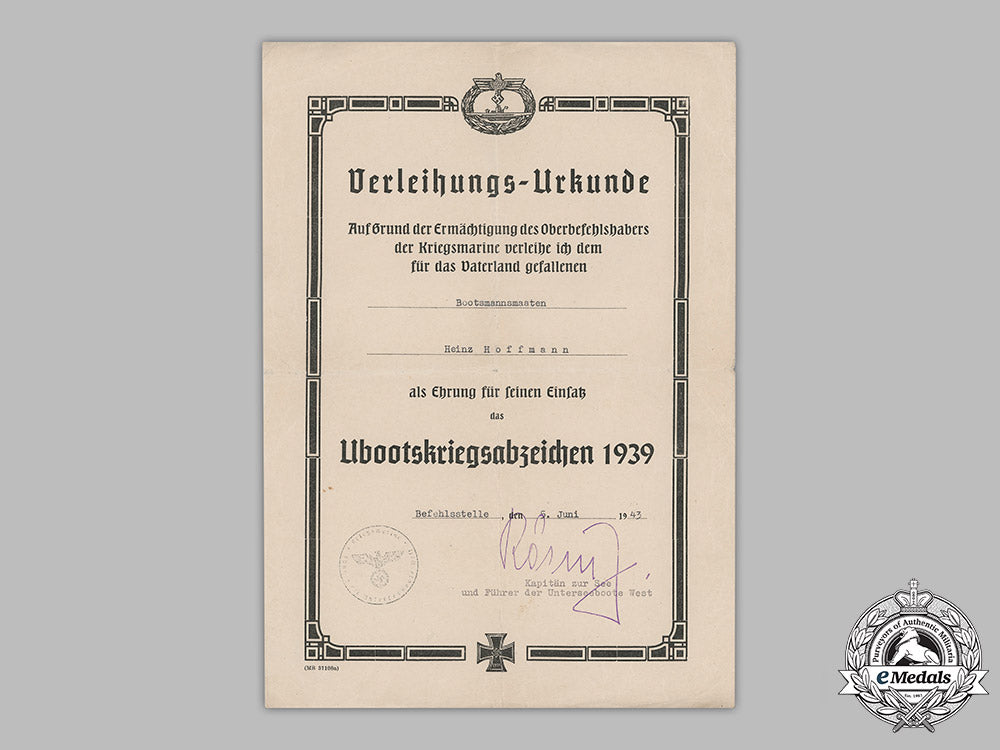 Verleihungs-Urkunde
Auf Grund der Ermächtigung des Oberbefehlshabers
der Kriegsmarine verleihe ich dem
für das Vaterland gefallenen
Bootsmannsmaaten
Heinz Hoffmann
als Ehrung für seinen Einsatz
das
Ubootskriegsabzeichen 1939
Befehlsstelle, den 5. Juni 1943
Rösing
Kapitän zur See
und Führer der Unterseeboote West
Purveyors of Authentic Militaria
eMedals